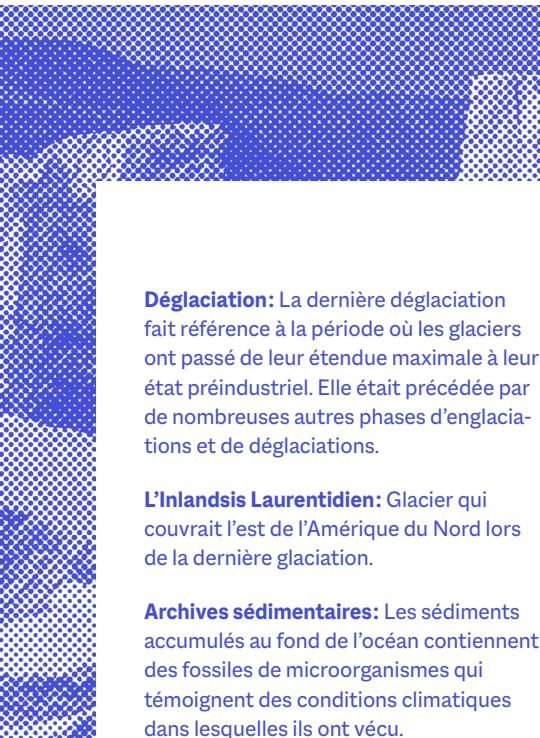 Déglaciation: La dernière déglaciation
fait référence à la période où les glaciers
ont passé de leur étendue maximale à leur
état préindustriel. Elle était précédée par
de nombreuses autres phases d'englacia-
tions et de déglaciations.
L'Inlandsis Laurentidien: Glacier qui
couvrait l'est de l'Amérique du Nord lors
de la dernière glaciation.
Archives sédimentaires: Les sédiments
accumulés au fond de l'océan contiennent
des fossiles de microorganismes qui
témoignent des conditions climatiques
dans lesquelles ils ont vécu.